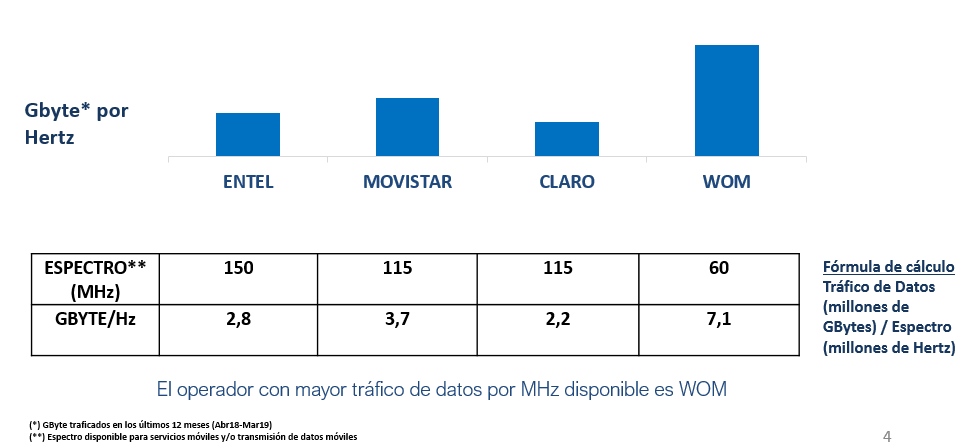 Gbyte* por
Hertz
ENTEL MOVISTAR CLARO WOM
ESPECTRO** 150 115 115 60
(MHz)
GBYTE/Hz 2,8 3,7 2,2 7,1
Fórmula de cálculo
Tráfico de Datos
(millones de
GBytes) / Espectro
(millones de Hertz)
El operador con mayor tráfico de datos por MHz disponible es WOM
(*) GByte traficados en los últimos 12 meses (Abr18-Mar19)
(**) Espectro disponible para servicios móviles y/o transmisión de datos móviles
4